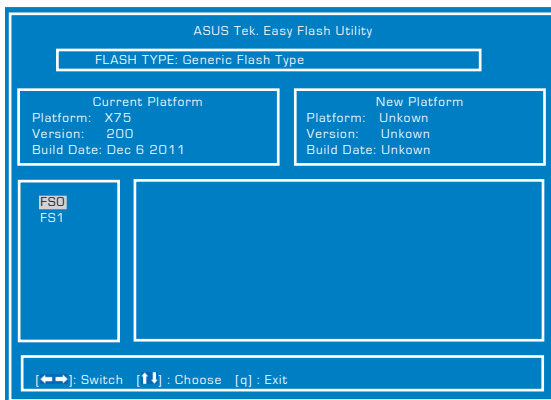 ASUS Tek. Easy Flash Utility
FLASH TYPE: Generic Flash Type
Current Platform
Platform: X75
Version: 200
Build Date: Dec 6 2011
New Platform
Platform: Unkown
Version: Unkown
Build Date: Unkown
FS0
FS1
[←→]: Switch [↑↓] : Choose [q] : Exit